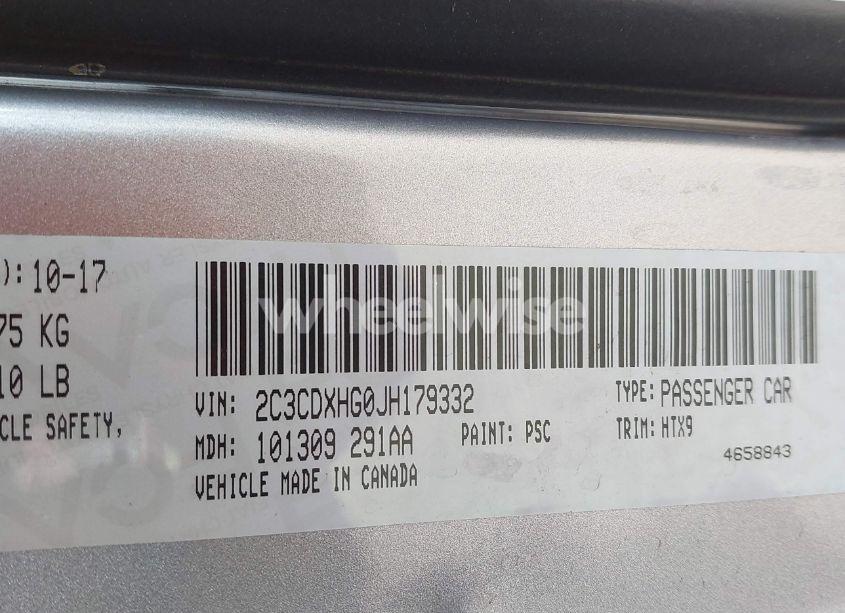 ): 10-17
75 KG
10 LB
CLE SAFETY,
wheelwise
VIN: 2C3CDXHG0JH179332
TYPE: PASSENGER CAR
MDH: 101309 291AA PAINT: PSC TRIM: HTX9
VEHICLE MADE IN CANADA
4658843